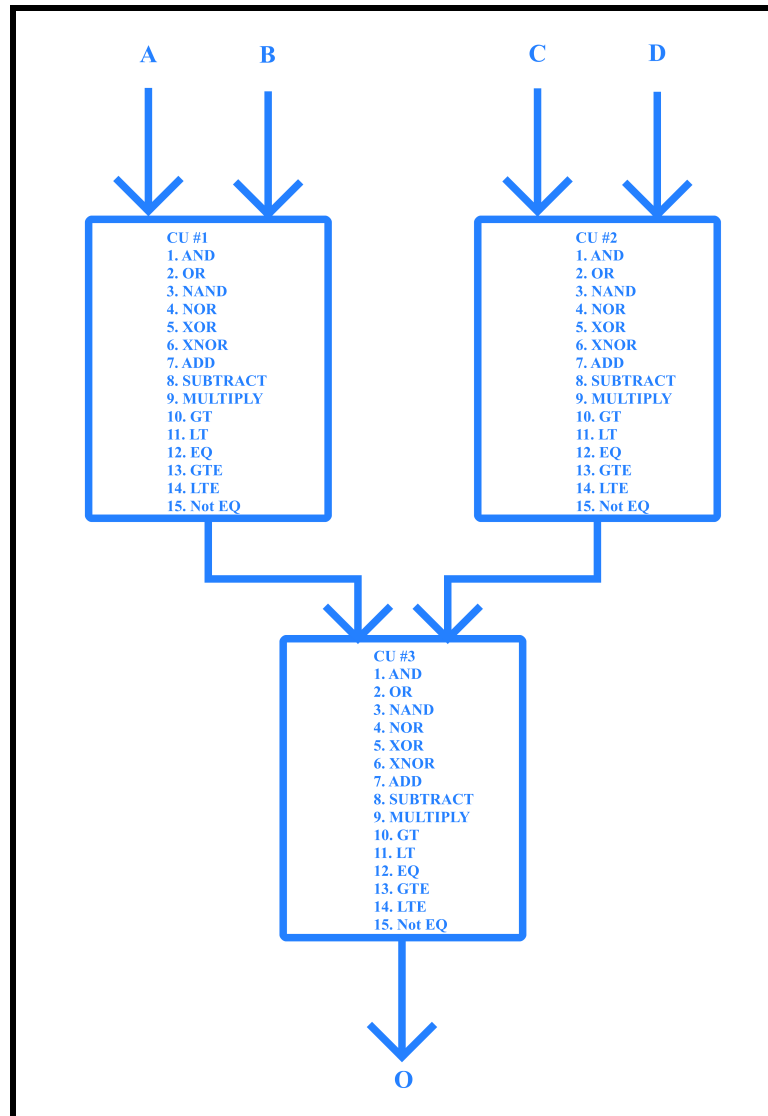 A
B
C
D
CU #1
1. AND
2. OR
3. NAND
4. NOR
5. XOR
6. XNOR
7. ADD
8. SUBTRACT
9. MULTIPLY
10. GT
11. LT
12. EQ
13. GTE
14. LTE
15. Not EQ
CU #2
1. AND
2. OR
3. NAND
4. NOR
5. XOR
6. XNOR
7. ADD
8. SUBTRACT
9. MULTIPLY
10. GT
11. LT
12. EQ
13. GTE
14. LTE
15. Not EQ
CU #3
1. AND
2. OR
3. NAND
4. NOR
5. XOR
6. XNOR
7. ADD
8. SUBTRACT
9. MULTIPLY
10. GT
11. LT
12. EQ
13. GTE
14. LTE
15. Not EQ
O